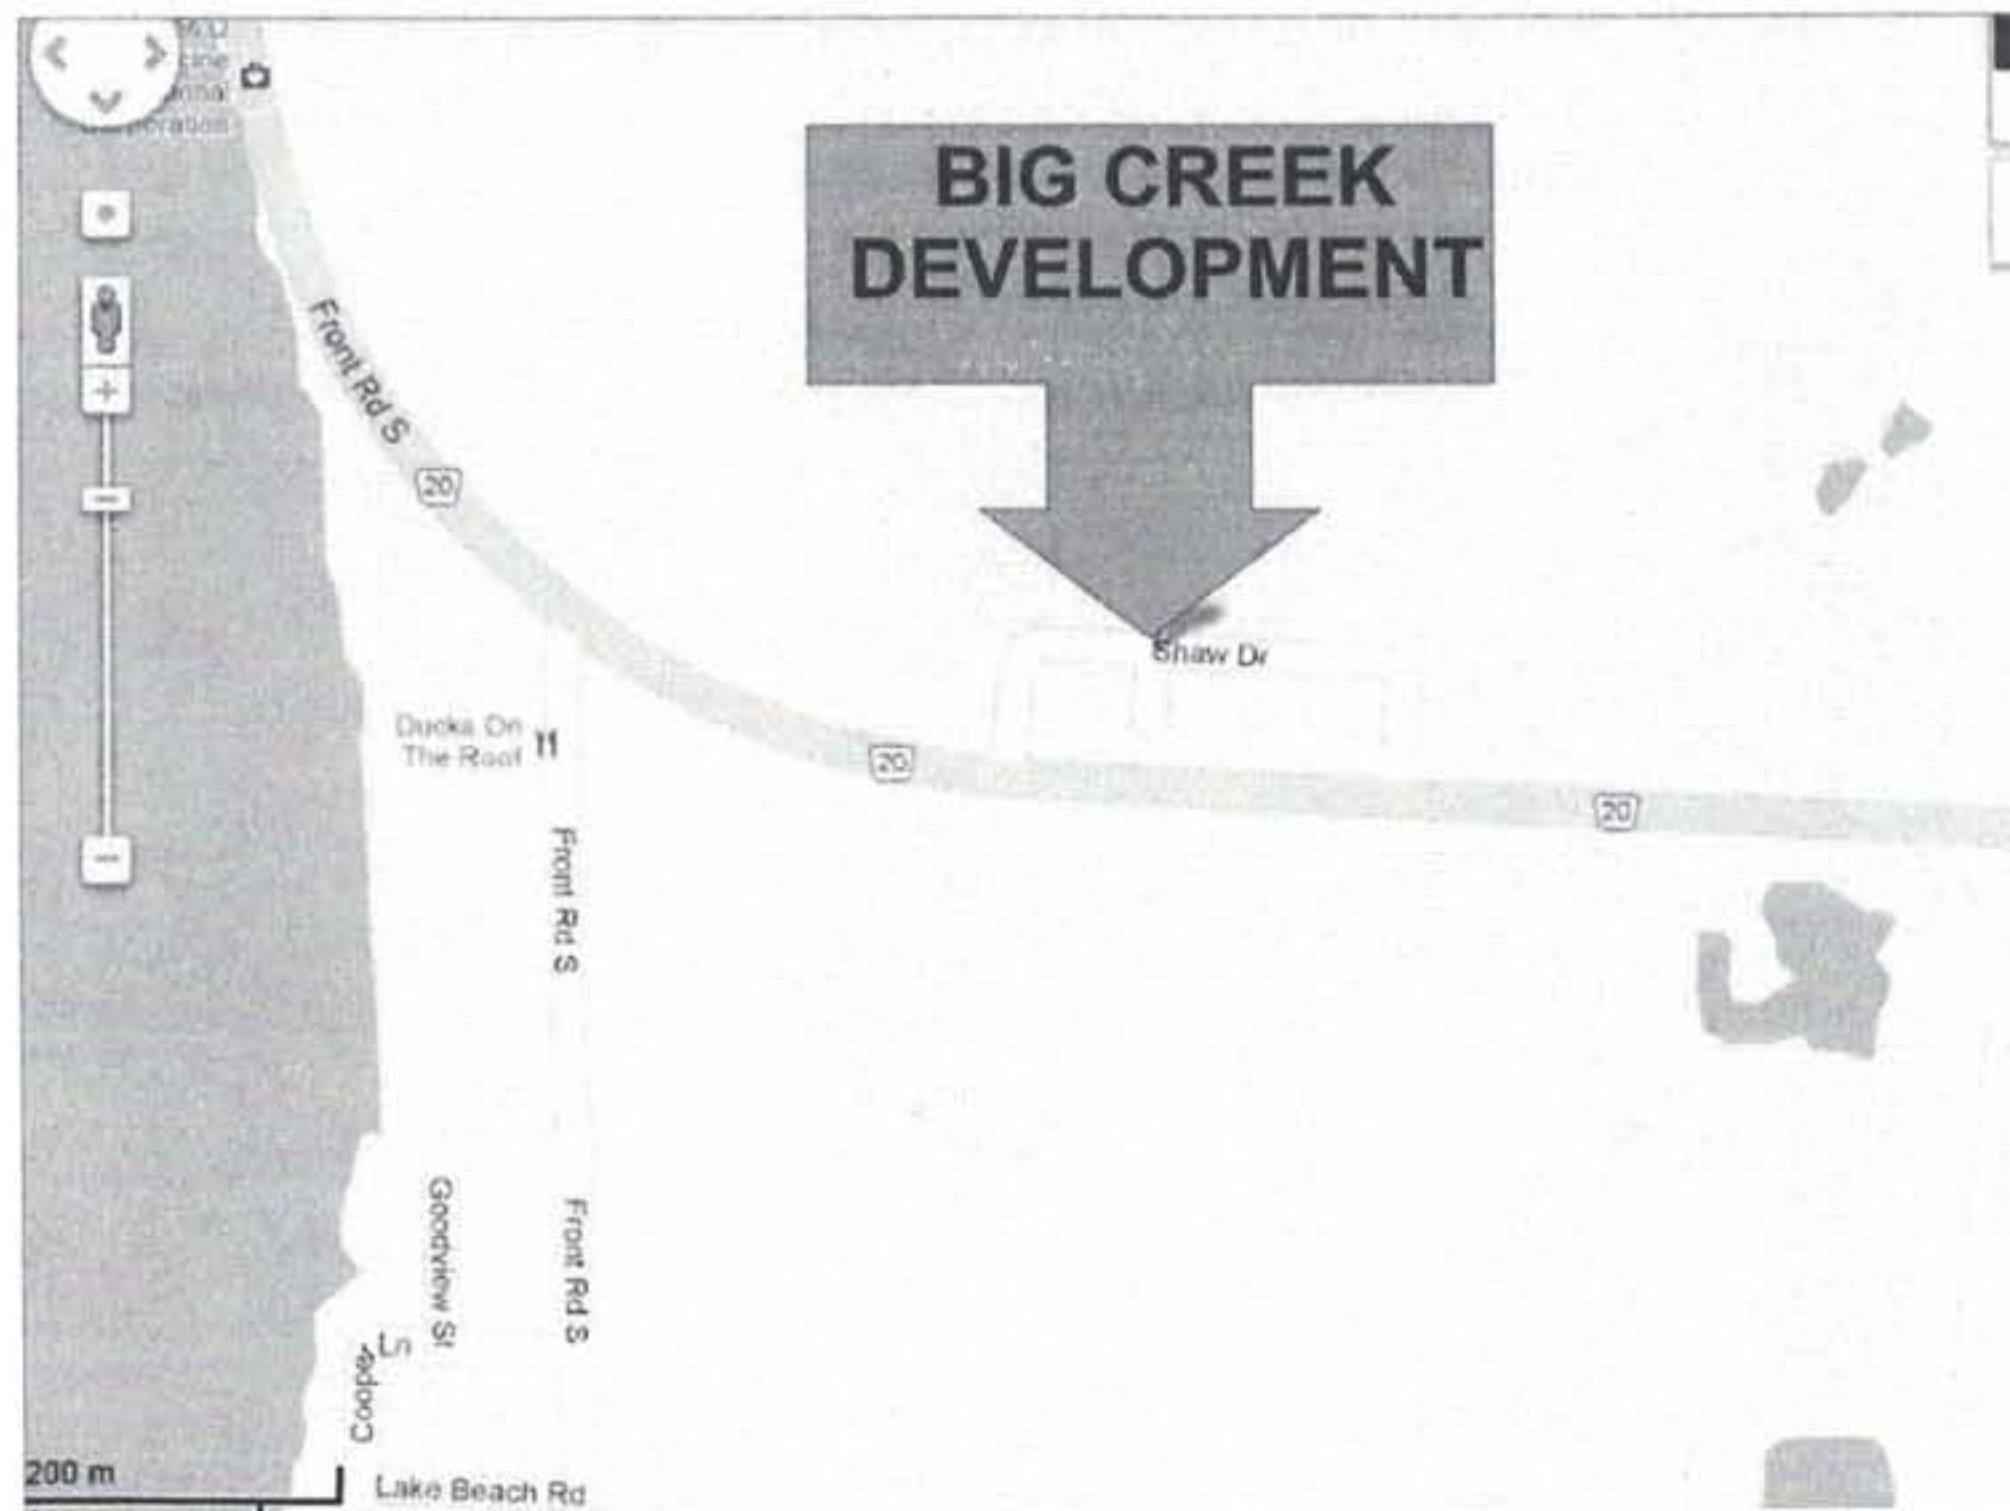 BIG CREEK
DEVELOPMENT
Front Rd S
20
Shaw Dr
Ducks On
The Roof
20
20
Front Rd S
Goodview St
Front Rd S
Cooper Ln
200 m
Lake Beach Rd